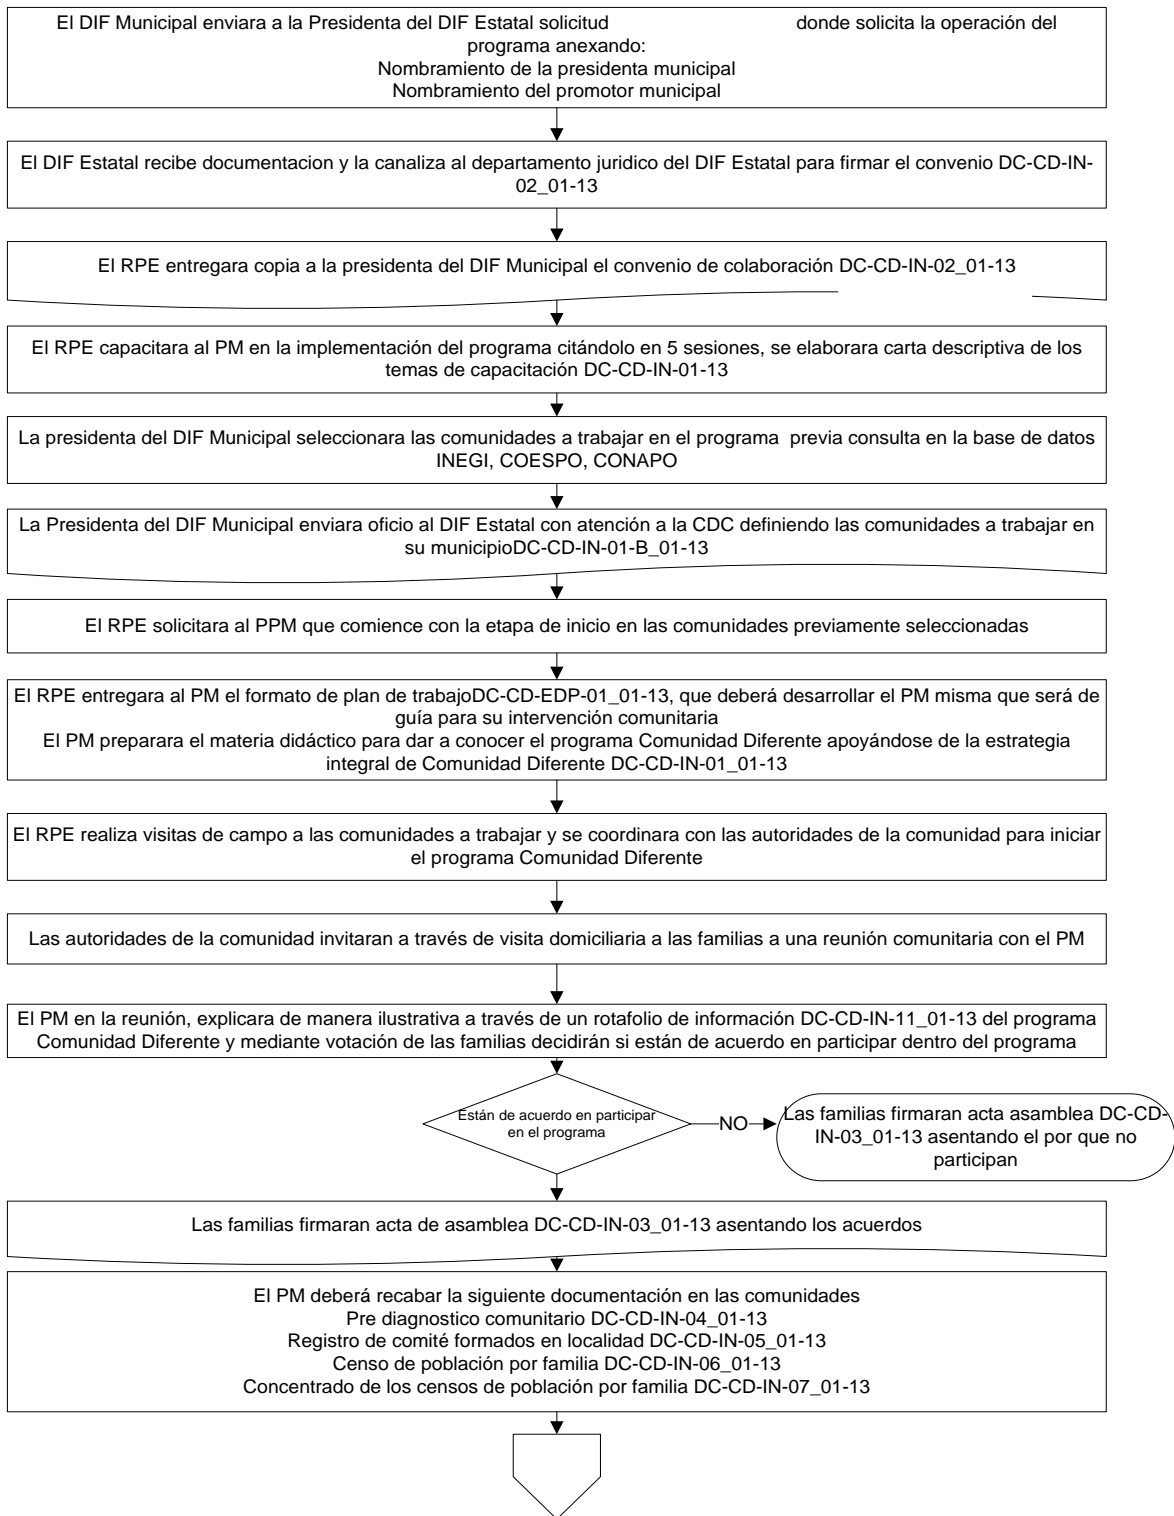 El DIF Municipal enviara a la Presidenta del DIF Estatal solicitud donde solicita la operación del
programa anexando:
Nombramiento de la presidenta municipal
Nombramiento del promotor municipal
El DIF Estatal recibe documentacion y la canaliza al departamento juridico del DIF Estatal para firmar el convenio DC-CD-IN-
02_01-13
El RPE entregara copia a la presidenta del DIF Municipal el convenio de colaboración DC-CD-IN-02_01-13
El RPE capacitara al PM en la implementación del programa citándolo en 5 sesiones, se elaborara carta descriptiva de los
temas de capacitación DC-CD-IN-01-13
La presidenta del DIF Municipal seleccionara las comunidades a trabajar en el programa previa consulta en la base de datos
INEGI, COESPO, CONAPO
La Presidenta del DIF Municipal enviara oficio al DIF Estatal con atención a la CDC definiendo las comunidades a trabajar en
su municipioDC-CD-IN-01-B_01-13
El RPE solicitara al PPM que comience con la etapa de inicio en las comunidades previamente seleccionadas
El RPE entregara al PM el formato de plan de trabajoDC-CD-EDP-01_01-13, que deberá desarrollar el PM misma que será de
guía para su intervención comunitaria
El PM preparara el materia didáctico para dar a conocer el programa Comunidad Diferente apoyándose de la estrategia
integral de Comunidad Diferente DC-CD-IN-01_01-13
El RPE realiza visitas de campo a las comunidades a trabajar y se coordinara con las autoridades de la comunidad para iniciar
el programa Comunidad Diferente
Las autoridades de la comunidad invitaran a través de visita domiciliaria a las familias a una reunión comunitaria con el PM
El PM en la reunión, explicara de manera ilustrativa a través de un rotafolio de información DC-CD-IN-11_01-13 del programa
Comunidad Diferente y mediante votación de las familias decidirán si están de acuerdo en participar dentro del programa
Están de acuerdo en participar
en el programa
NO
Las familias firmaran acta asamblea DC-CD-
IN-03_01-13 asentando el por que no
participan
Las familias firmaran acta de asamblea DC-CD-IN-03_01-13 asentando los acuerdos
El PM deberá recabar la siguiente documentación en las comunidades
Pre diagnostico comunitario DC-CD-IN-04_01-13
Registro de comité formados en localidad DC-CD-IN-05_01-13
Censo de población por familia DC-CD-IN-06_01-13
Concentrado de los censos de población por familia DC-CD-IN-07_01-13